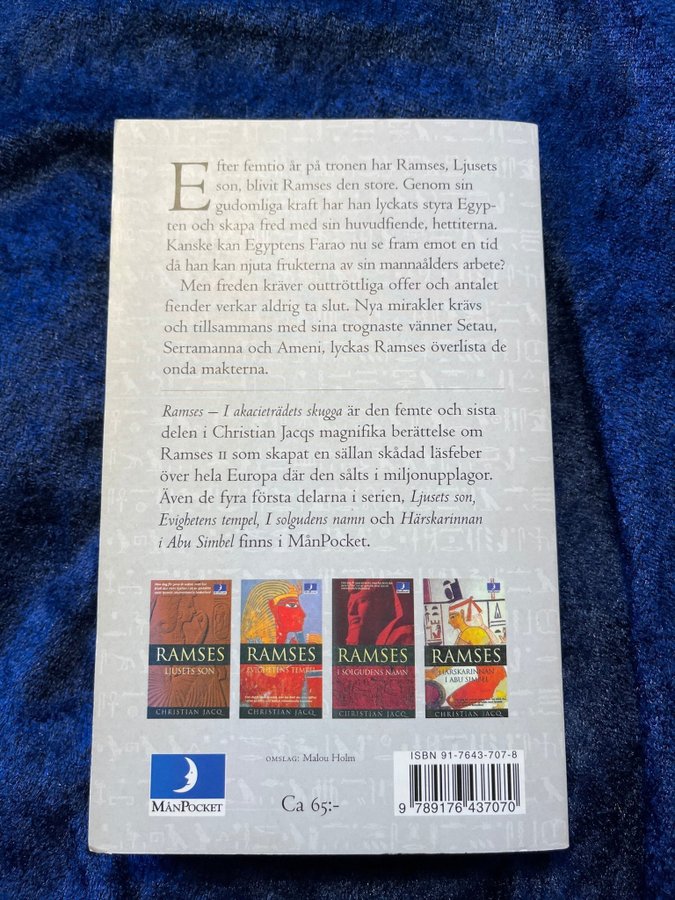 Efter femtio år på tronen har Ramses, Ljusets
son, blivit Ramses den store. Genom sin
gudomliga kraft har han lyckats styra Egyp-
ten och skapa fred med sin huvudfiende, hettiterna.
Kanske kan Egyptens Farao nu se fram emot en tid
då han kan njuta frukterna av sin mannaålders arbete?
Men freden kräver outtröttliga offer och antalet
fiender verkar aldrig ta slut. Nya mirakler krävs
och tillsammans med sina trognaste vänner Setau,
Serramanna och Ameni, lyckas Ramses överlista de
onda makterna.
Ramses – I akacieträdets skugga är den femte och sista
delen i Christian Jacqs magnifika berättelse om
Ramses II som skapat en sällan skådad läsfeber
över hela Europa där den sålts i miljonupplagor.
Även de fyra första delarna i serien, Ljusets son,
Evighetens tempel, I solgudens namn och Härskarinnan
i Abu Simbel finns i MånPocket.
RAMSES
LJUSETS SON
CHRISTIAN JACQ
RAMSES
EVIGHETENS TEMPEL
CHRISTIAN JACQ
RAMSES
I SOLGUDENS NAMN
CHRISTIAN JACQ
RAMSES
HÄRSKARINNAN
I ABU SIMBEL
CHRISTIAN JACQ
MÅNPOCKET
OMSLAG: Malou Holm
Ca 65:-
ISBN 91-7643-707-8
9 789176 437070